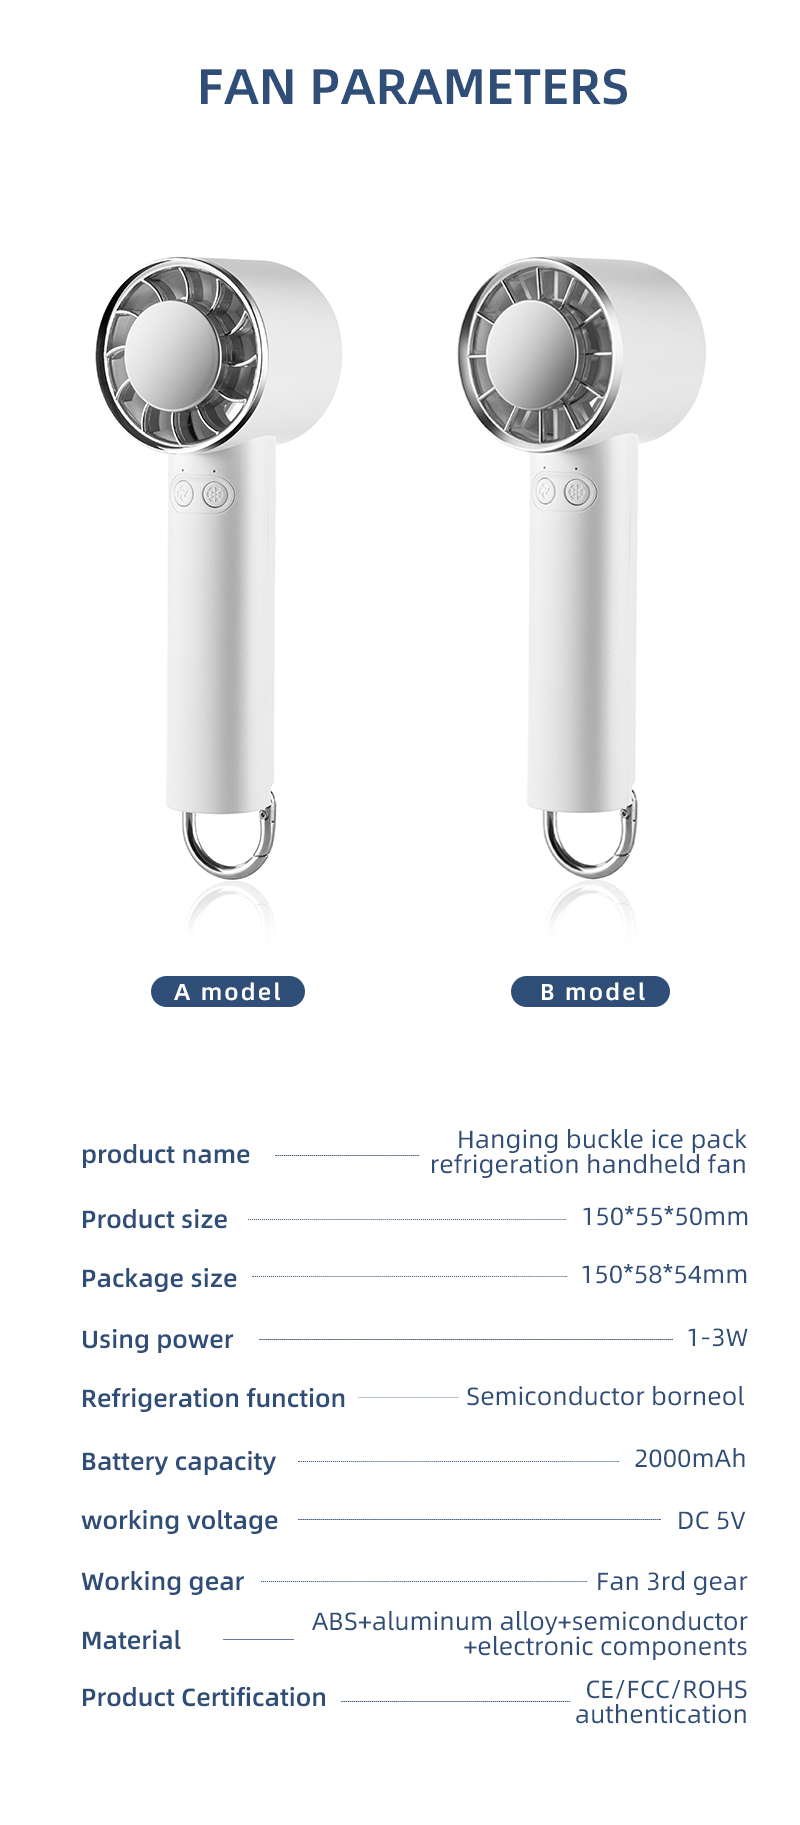 FAN PARAMETERS
A model
B model
product name
Hanging buckle ice pack
refrigeration handheld fan
Product size
150*55*50mm
Package size
150*58*54mm
Using power
1-3W
Refrigeration function
Semiconductor borneol
Battery capacity
2000mAh
working voltage
DC 5V
Working gear
Fan 3rd gear
Material
ABS+aluminum alloy+semiconductor
+electronic components
Product Certification
CE/FCC/ROHS
authentication